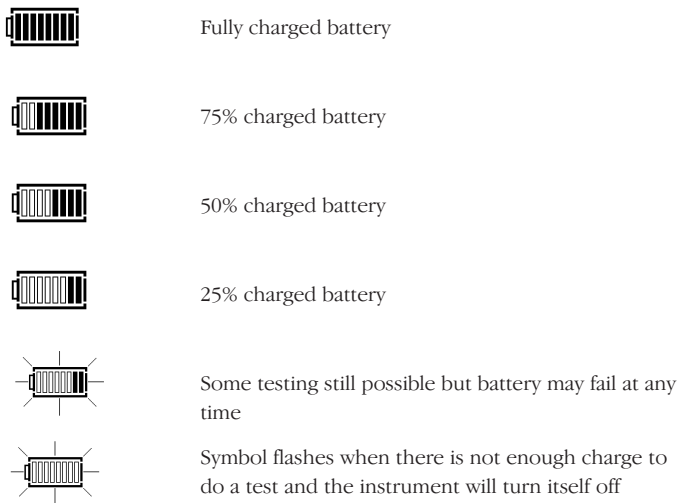 Fully charged battery
75% charged battery
50% charged battery
25% charged battery
Some testing still possible but battery may fail at any
time
Symbol flashes when there is not enough charge to
do a test and the instrument will turn itself off